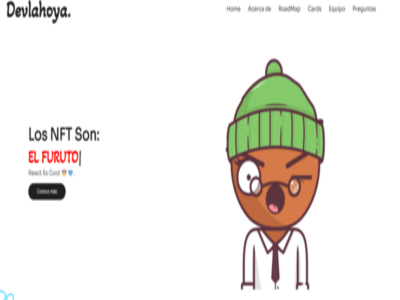 Devlahoya.
Home Acerca de RoadMap Cards Equipo Preguntas
Los NFT Son:
EL FURUTO|
React Es Cool
Conoce más